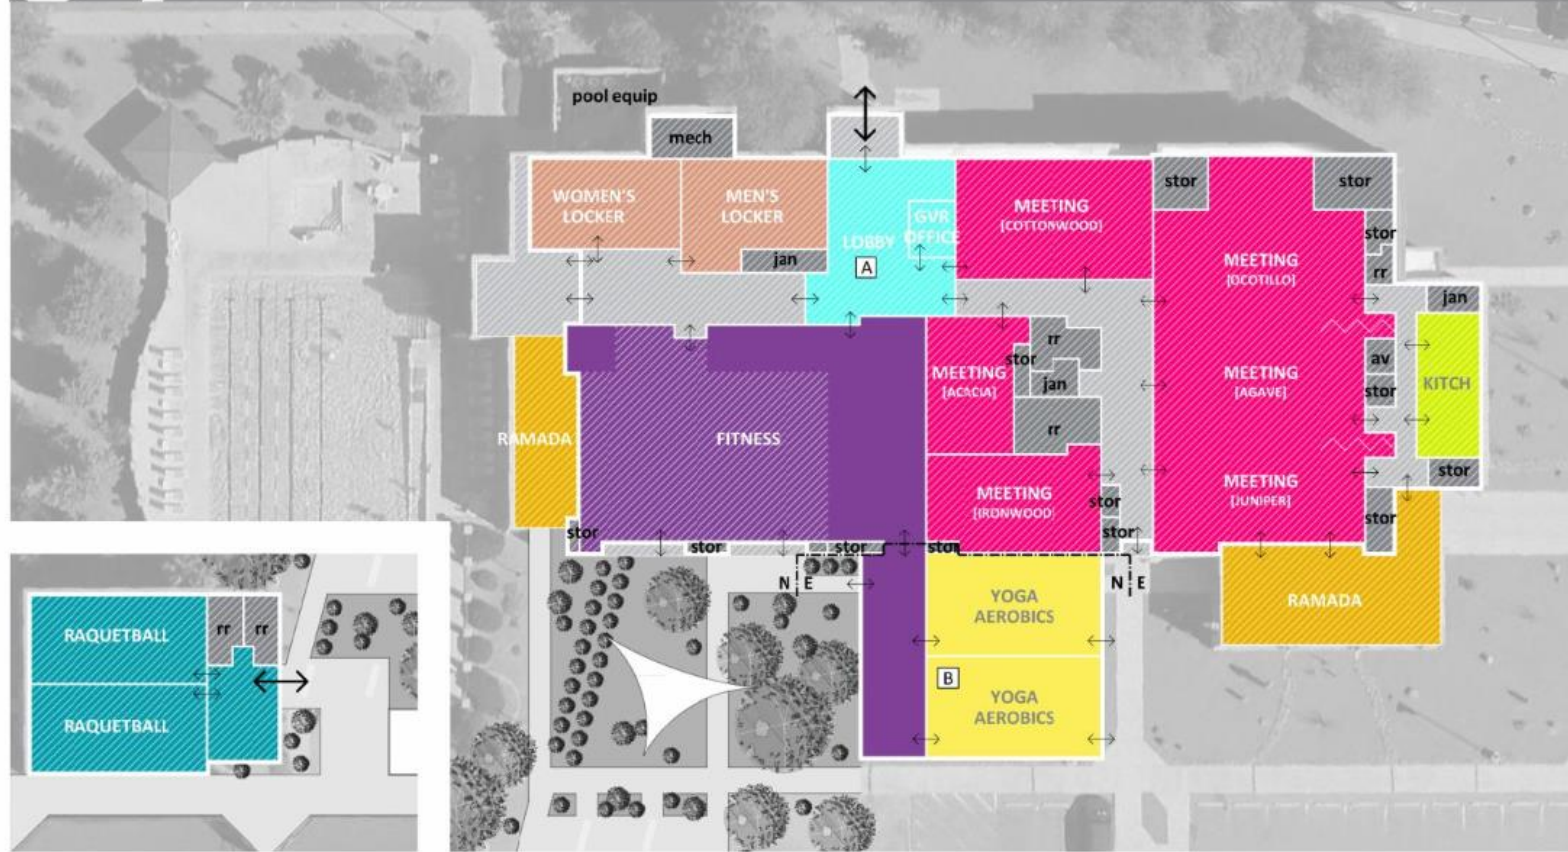 pool equip
mech
WOMEN'S
LOCKER
MEN'S
LOCKER
jan
LOBBY
GVR
OFFICE
A
MEETING
[COTTONWOOD]
stor
stor
MEETING
[OCOTILLO]
stor
rr
jan
RAMADA
FITNESS
MEETING
[ACACIA]
stor
rr
jan
rr
MEETING
[AGAVE]
av
stor
KITCH
MEETING
[IRONWOOD]
stor
stor
MEETING
[JUNIPER]
stor
stor
stor
stor
stor
stor
N E
N E
YOGA
AEROBICS
RAMADA
B
YOGA
AEROBICS
RAQUETBALL
rr
rr
RAQUETBALL